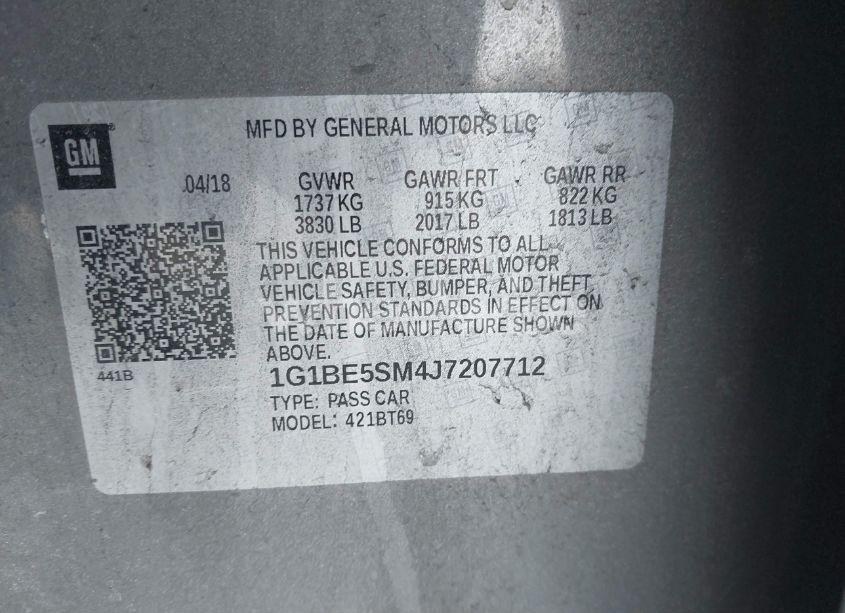 GM
MFD BY GENERAL MOTORS LLC
04/18 GVWR GAWR FRT GAWR RR
1737 KG 915 KG 822 KG
3830 LB 2017 LB 1813 LB
THIS VEHICLE CONFORMS TO ALL
APPLICABLE U.S. FEDERAL MOTOR
VEHICLE SAFETY, BUMPER, AND THEFT
PREVENTION STANDARDS IN EFFECT ON
THE DATE OF MANUFACTURE SHOWN
ABOVE.
441B
1G1BE5SM4J7207712
TYPE: PASS CAR
MODEL: 421BT69